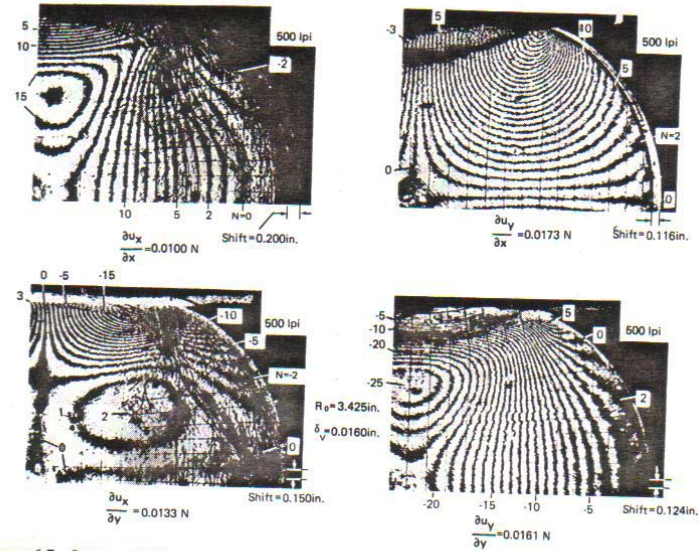 5
10
15
500 lpi
-2
10 5 2 N=0
∂uₓ/∂x =0.0100 N
Shift=0.200in.
-3
5
10
500 lpi
5
N=2
0
0
∂u_y/∂x =0.0173 N
Shift=0.116in.
0 -5 -15
3
-10
500 lpi
-5
N=-2
1
2
0
0
∂uₓ/∂y =0.0133 N
Shift=0.150in.
R₀=3.425in.
δᵥ=0.0160in.
-5
-10
-20
-25
5
0
500 lpi
2
-20 -15 -10 -5
∂u_y/∂y =0.0161 N
Shift=0.124in.